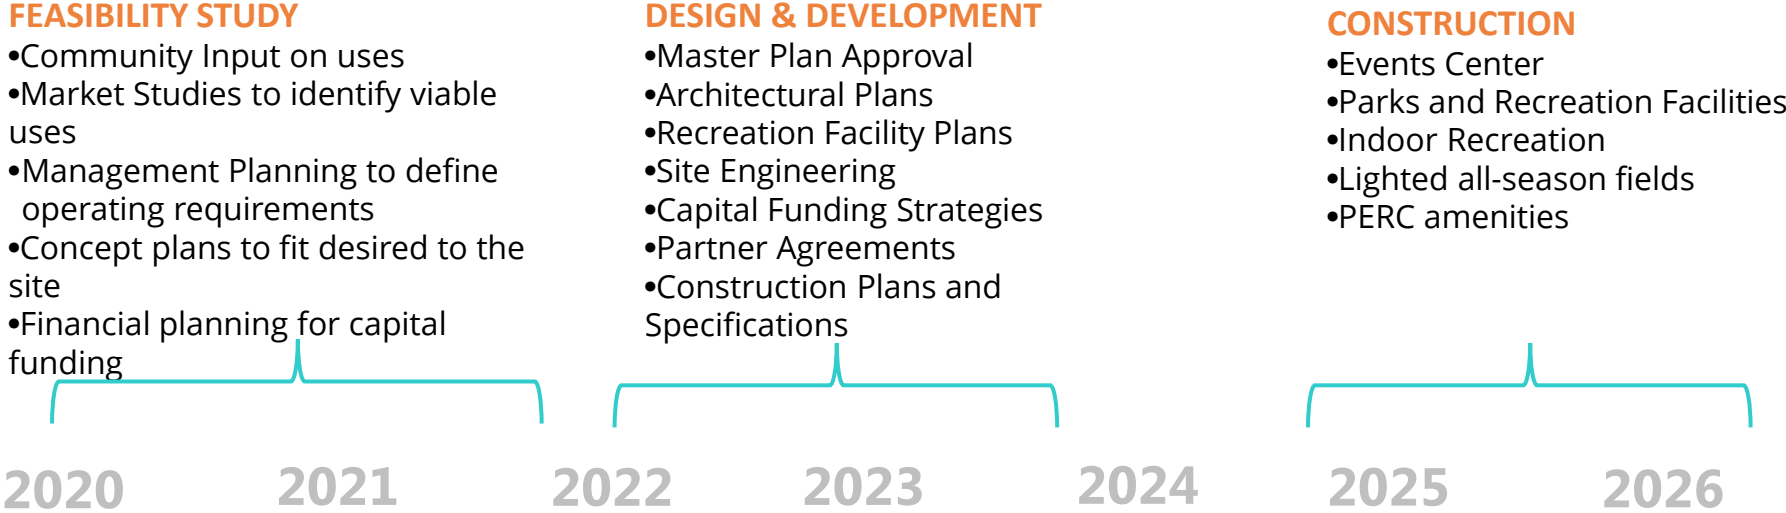 FEASIBILITY STUDY
•Community Input on uses
•Market Studies to identify viable
uses
•Management Planning to define
operating requirements
•Concept plans to fit desired to the
site
•Financial planning for capital
funding
DESIGN & DEVELOPMENT
•Master Plan Approval
•Architectural Plans
•Recreation Facility Plans
•Site Engineering
•Capital Funding Strategies
•Partner Agreements
•Construction Plans and
Specifications
CONSTRUCTION
•Events Center
•Parks and Recreation Facilities
•Indoor Recreation
•Lighted all-season fields
•PERC amenities
2020 2021 2022 2023 2024 2025 2026